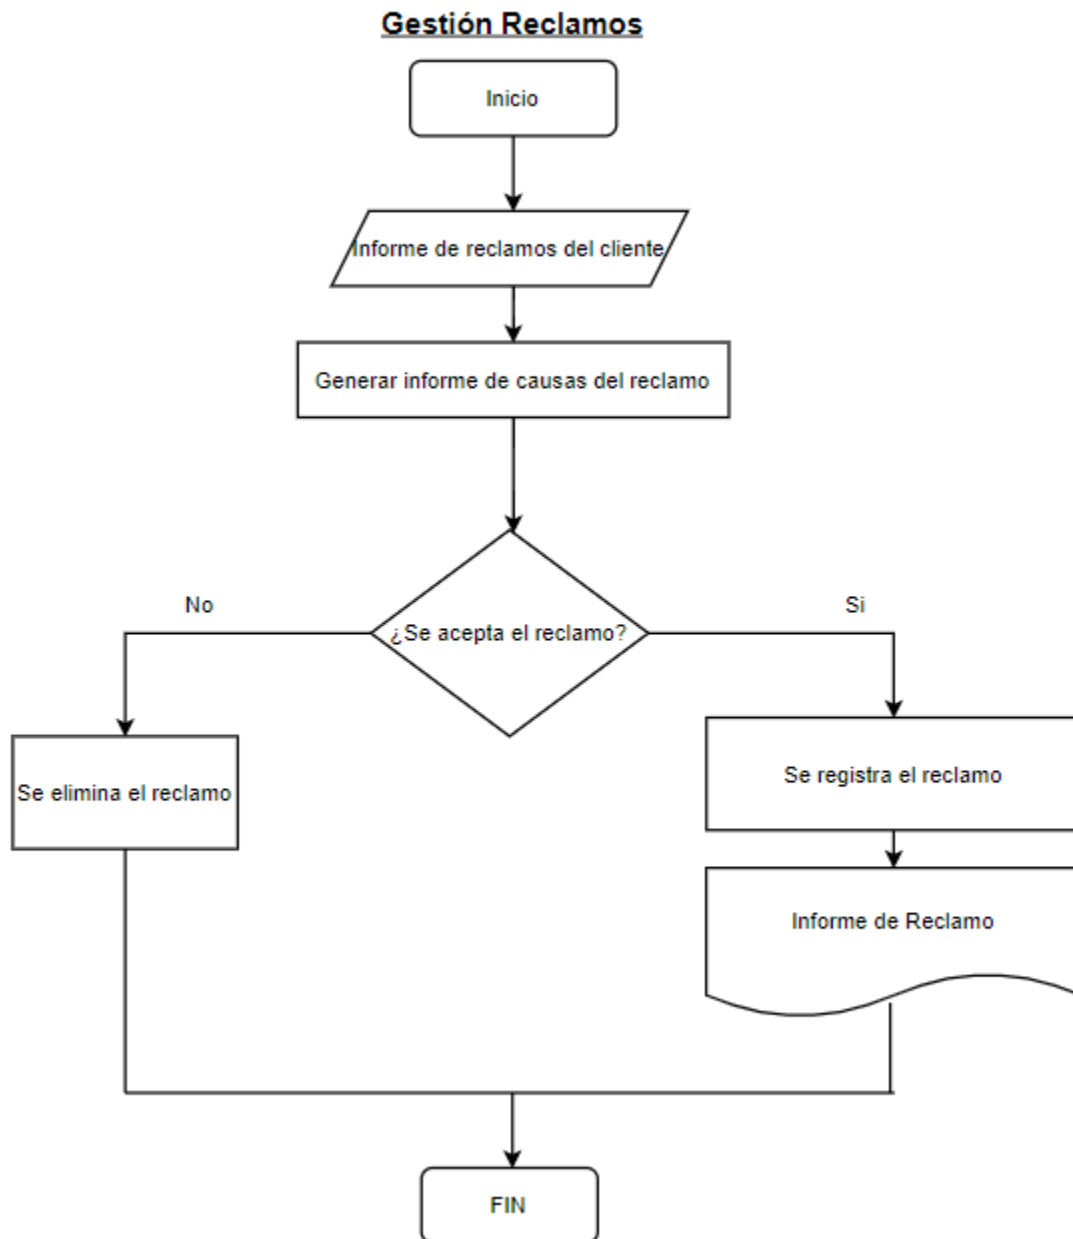 Gestión Reclamos
Inicio
Informe de reclamos del cliente
Generar informe de causas del reclamo
¿Se acepta el reclamo?
No
Si
Se elimina el reclamo
Se registra el reclamo
Informe de Reclamo
FIN